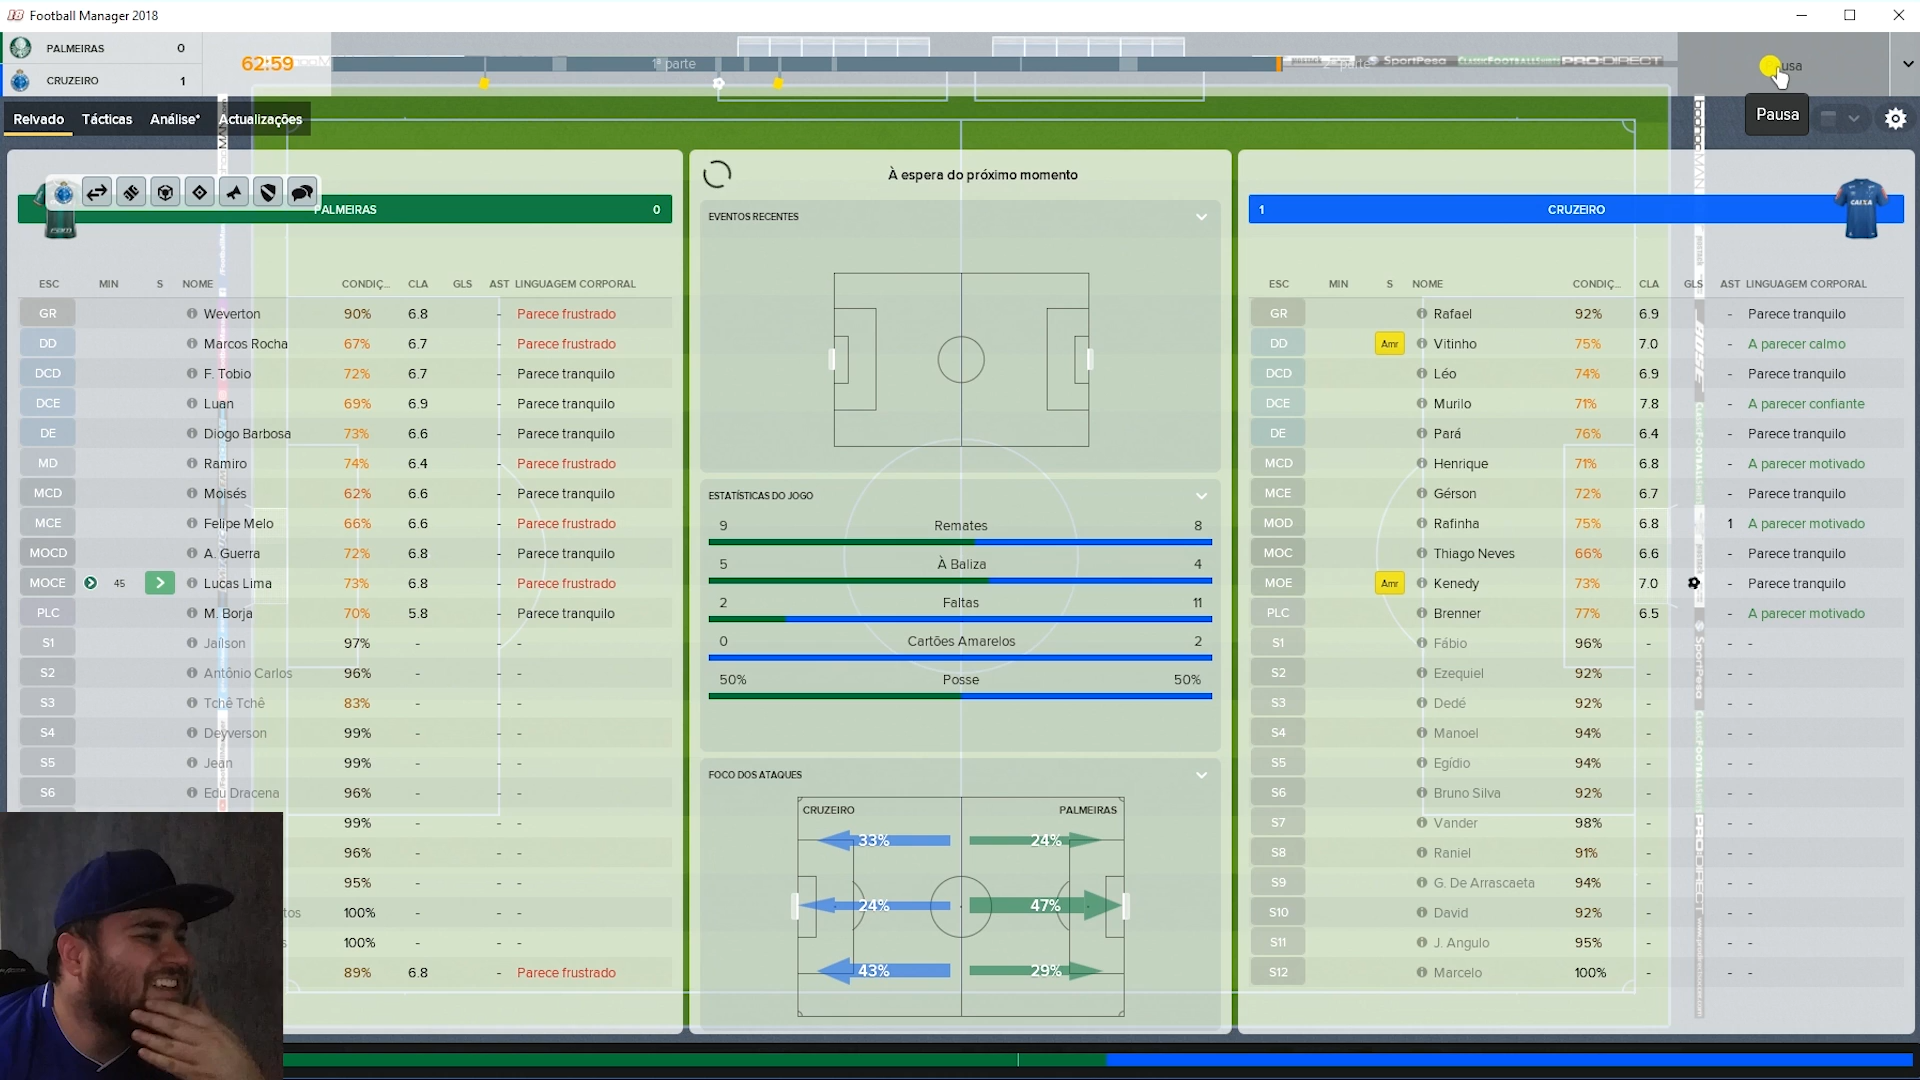 Football Manager 2018
PALMEIRAS 0
CRUZEIRO 1
62:59
1ª parte
SportPesa
PRO:DIRECT
Pausa
Relvado Tácticas Análise* Actualizações
PALMEIRAS 0
ESC MIN S NOME CONDIÇ... CLA GLS AST LINGUAGEM CORPORAL
GR Weverton 90% 6.8 - Parece frustrado
DD Marcos Rocha 67% 6.7 - Parece frustrado
DCD F. Tobio 72% 6.7 - Parece tranquilo
DCE Luan 69% 6.9 - Parece tranquilo
DE Diogo Barbosa 73% 6.6 - Parece tranquilo
MD Ramiro 74% 6.4 - Parece frustrado
MCD Moisés 62% 6.6 - Parece tranquilo
MCE Felipe Melo 66% 6.6 - Parece frustrado
MOCD A. Guerra 72% 6.8 - Parece tranquilo
MOCE 45 Lucas Lima 73% 6.8 - Parece frustrado
PLC M. Borja 70% 5.8 - Parece tranquilo
S1 Jaílson 97% - - -
S2 Antônio Carlos 96% - - -
S3 Tchê Tchê 83% - - -
S4 Deyverson 99% - - -
S5 Jean 99% - - -
S6 Edu Dracena 96% - - -
99% - - -
96% - - -
95% - - -
100% - - -
100% - - -
89% 6.8 - Parece frustrado
À espera do próximo momento
EVENTOS RECENTES
ESTATÍSTICAS DO JOGO
9 Remates 8
5 À Baliza 4
2 Faltas 11
0 Cartões Amarelos 2
50% Posse 50%
FOCO DOS ATAQUES
CRUZEIRO PALMEIRAS
33% 24%
24% 47%
43% 29%
1 CRUZEIRO
CAIXA
ESC MIN S NOME CONDIÇ... CLA GLS AST LINGUAGEM CORPORAL
GR Rafael 92% 6.9 - Parece tranquilo
DD Amr Vitinho 75% 7.0 - A parecer calmo
DCD Léo 74% 6.9 - Parece tranquilo
DCE Murilo 71% 7.8 - A parecer confiante
DE Pará 76% 6.4 - Parece tranquilo
MCD Henrique 71% 6.8 - A parecer motivado
MCE Gérson 72% 6.7 - Parece tranquilo
MOD Rafinha 75% 6.8 1 A parecer motivado
MOC Thiago Neves 66% 6.6 - Parece tranquilo
MOE Amr Kenedy 73% 7.0 - Parece tranquilo
PLC Brenner 77% 6.5 - A parecer motivado
S1 Fábio 96% - - -
S2 Ezequiel 92% - - -
S3 Dedé 92% - - -
S4 Manoel 94% - - -
S5 Egídio 94% - - -
S6 Bruno Silva 92% - - -
S7 Vander 98% - - -
S8 Raniel 91% - - -
S9 G. De Arrascaeta 94% - - -
S10 David 92% - - -
S11 J. Angulo 95% - - -
S12 Marcelo 100% - - -